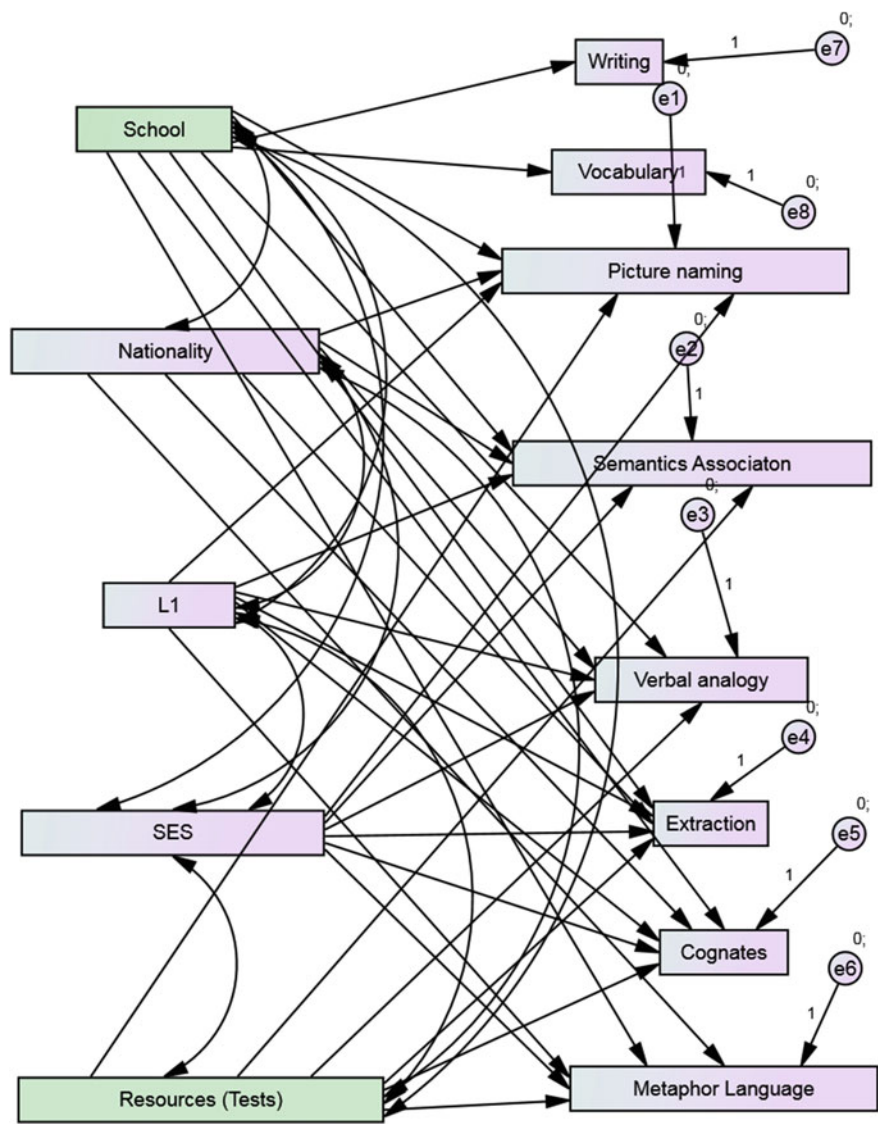 0;
1
e7
Writing
0;
e1
School
Vocabulary
1
1
0;
e8
Picture naming
0;
Nationality
e2
1
Semantics Associaton
0;
e3
1
L1
Verbal analogy
0;
e4
1
SES
Extraction
0;
e5
1
Cognates
0;
e6
1
Resources (Tests)
Metaphor Language